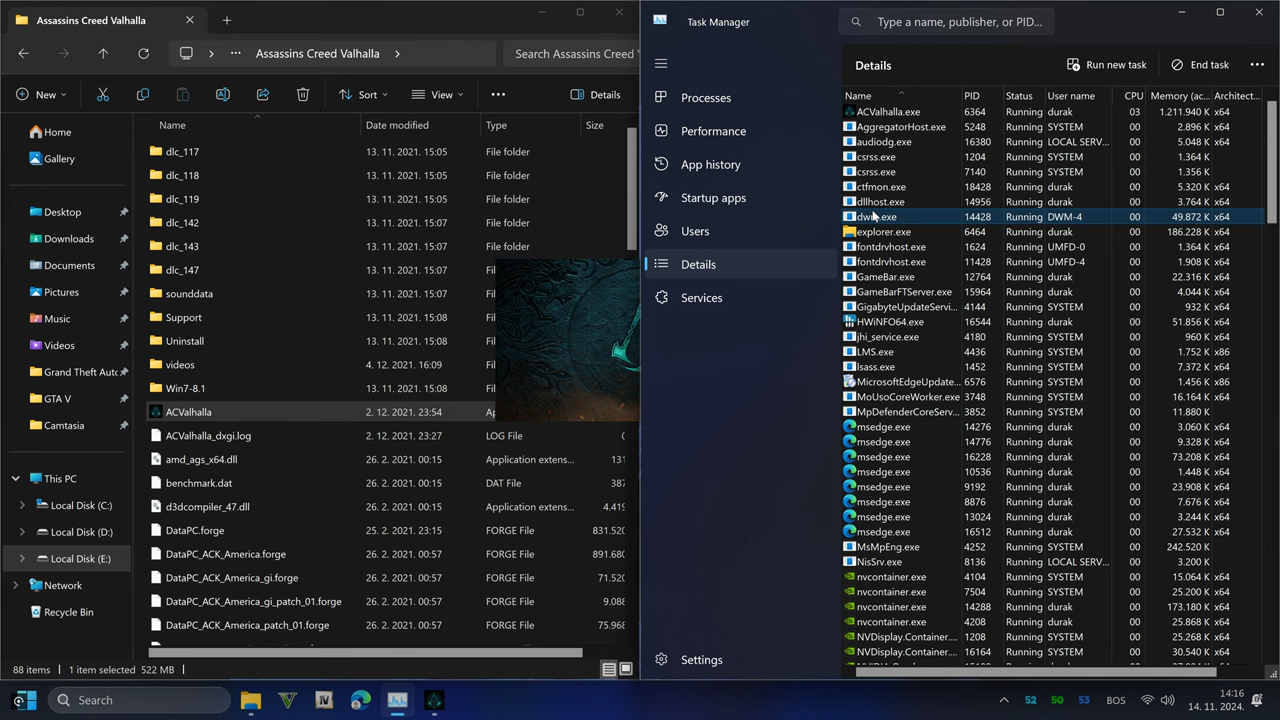 Assassins Creed Valhalla
Assassins Creed Valhalla
Search Assassins Creed
New
Sort
View
Details
Name
Date modified
Type
Size
Home
Gallery
Desktop
Downloads
Documents
Pictures
Music
Videos
Grand Theft Auto
GTA V
Camtasia
This PC
Local Disk (C:)
Local Disk (D:)
Local Disk (E:)
Network
Recycle Bin
dlc_117 13. 11. 2021. 15:05 File folder
dlc_118 13. 11. 2021. 15:05 File folder
dlc_119 13. 11. 2021. 15:05 File folder
dlc_142 13. 11. 2021. 15:07 File folder
dlc_143 13. 11. 2021. 15:07 File folder
dlc_147 13. 11. 2021. 15:07
sounddata 13. 11. 2021. 15:07
Support 13. 11. 2021. 15:07
Uninstall 13. 11. 2021. 15:07
videos 4. 12. 2021. 16:09
Win7-8.1 13. 11. 2021. 15:08
ACValhalla 2. 12. 2021. 23:54
ACValhalla_dxgi.log 2. 12. 2021. 23:27 LOG File 0
amd_ags_x64.dll 26. 2. 2021. 00:15 Application extens... 131
benchmark.dat 26. 2. 2021. 00:15 DAT File
d3dcompiler_47.dll 26. 2. 2021. 00:15 Application extens... 4.419
DataPC.forge 25. 2. 2021. 23:15 FORGE File 831.520
DataPC_ACK_America.forge 26. 2. 2021. 00:57 FORGE File 891.680
DataPC_ACK_America_gi.forge 26. 2. 2021. 00:57 FORGE File 71.520
DataPC_ACK_America_gi_patch_01.forge 26. 2. 2021. 00:57 FORGE File 9.088
DataPC_ACK_America_patch_01.forge 26. 2. 2021. 00:57 FORGE File 75.968
88 items 1 item selected 522 MB
Task Manager
Type a name, publisher, or PID...
Processes
Performance
App history
Startup apps
Users
Details
Services
Settings
Details
Run new task
End task
Name PID Status User name CPU Memory (ac... Architect...
ACValhalla.exe 6364 Running durak 03 1.211.940 K x64
AggregatorHost.exe 5248 Running SYSTEM 00 2.896 K x64
audiodg.exe 16380 Running LOCAL SERV... 00 5.048 K x64
csrss.exe 1204 Running SYSTEM 00 1.364 K
csrss.exe 7140 Running SYSTEM 00 1.356 K
ctfmon.exe 18428 Running durak 00 5.320 K x64
dllhost.exe 14956 Running durak 00 3.764 K x64
dwm.exe 14428 Running DWM-4 00 49.872 K x64
explorer.exe 6464 Running durak 00 186.228 K x64
fontdrvhost.exe 1624 Running UMFD-0 00 1.364 K x64
fontdrvhost.exe 11428 Running UMFD-4 00 1.908 K x64
GameBar.exe 12764 Running durak 00 22.316 K x64
GameBarFTServer.exe 15964 Running durak 00 4.044 K x64
GigabyteUpdateServi... 4144 Running SYSTEM 00 932 K x64
HWiNFO64.exe 16544 Running durak 00 51.856 K x64
jhi_service.exe 4180 Running SYSTEM 00 960 K x64
LMS.exe 4436 Running SYSTEM 00 1.752 K x86
lsass.exe 1452 Running SYSTEM 00 7.372 K x64
MicrosoftEdgeUpdate... 6576 Running SYSTEM 00 1.456 K x86
MoUsoCoreWorker.exe 3748 Running SYSTEM 00 16.164 K x64
MpDefenderCoreServ... 3852 Running SYSTEM 00 11.880 K
msedge.exe 14276 Running durak 00 3.060 K x64
msedge.exe 14776 Running durak 00 9.328 K x64
msedge.exe 16228 Running durak 00 73.208 K x64
msedge.exe 10536 Running durak 00 1.448 K x64
msedge.exe 9192 Running durak 00 23.908 K x64
msedge.exe 8876 Running durak 00 7.676 K x64
msedge.exe 13024 Running durak 00 3.244 K x64
msedge.exe 16512 Running durak 00 27.532 K x64
MsMpEng.exe 4252 Running SYSTEM 00 242.520 K
NisSrv.exe 8136 Running LOCAL SERV... 00 3.200 K
nvcontainer.exe 4104 Running SYSTEM 00 15.064 K x64
nvcontainer.exe 7504 Running SYSTEM 00 25.200 K x64
nvcontainer.exe 14288 Running durak 00 173.180 K x64
nvcontainer.exe 4208 Running durak 00 25.868 K x64
NVDisplay.Container.... 1208 Running SYSTEM 00 25.268 K x64
NVDisplay.Container.... 16164 Running SYSTEM 00 30.540 K x64
Search
52 50 53 BOS 14:16
14. 11. 2024.